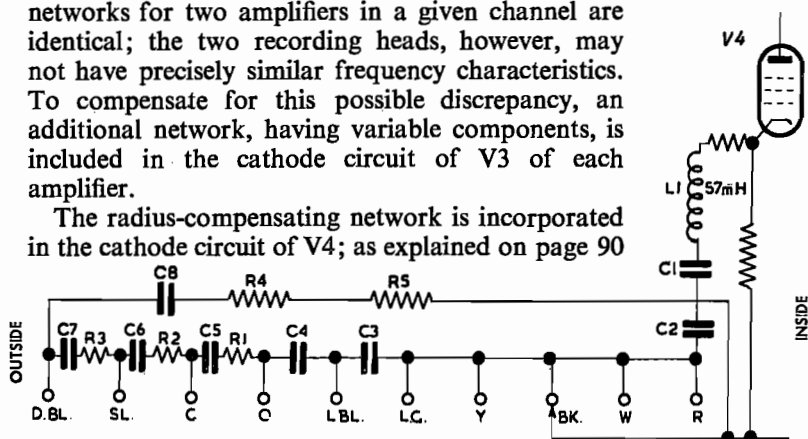 networks for two amplifiers in a given channel are
identical; the two recording heads, however, may
not have precisely similar frequency characteristics.
To compensate for this possible discrepancy, an
additional network, having variable components, is
included in the cathode circuit of V3 of each
amplifier.
The radius-compensating network is incorporated
in the cathode circuit of V4; as explained on page 90
V4
L1 57mH
C1
C2
C8 R4 R5
OUTSIDE
C7 R3 C6 R2 C5 R1 C4 C3
INSIDE
D.BL. SL. C O L.BL. L.G. Y BK. W R